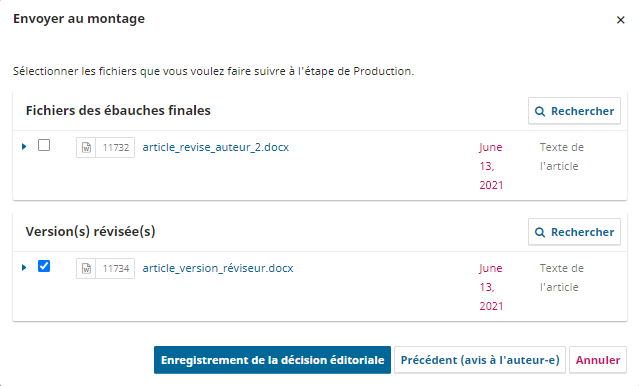 Envoyer au montage ×
Sélectionner les fichiers que vous voulez faire suivre à l'étape de Production.
Fichiers des ébauches finales Rechercher
11732 article_revise_auteur_2.docx June Texte de
13, l'article
2021
Version(s) révisée(s) Rechercher
11734 article_version_réviseur.docx June Texte de
13, l'article
2021
Enregistrement de la décision éditoriale Précédent (avis à l'auteur-e) Annuler